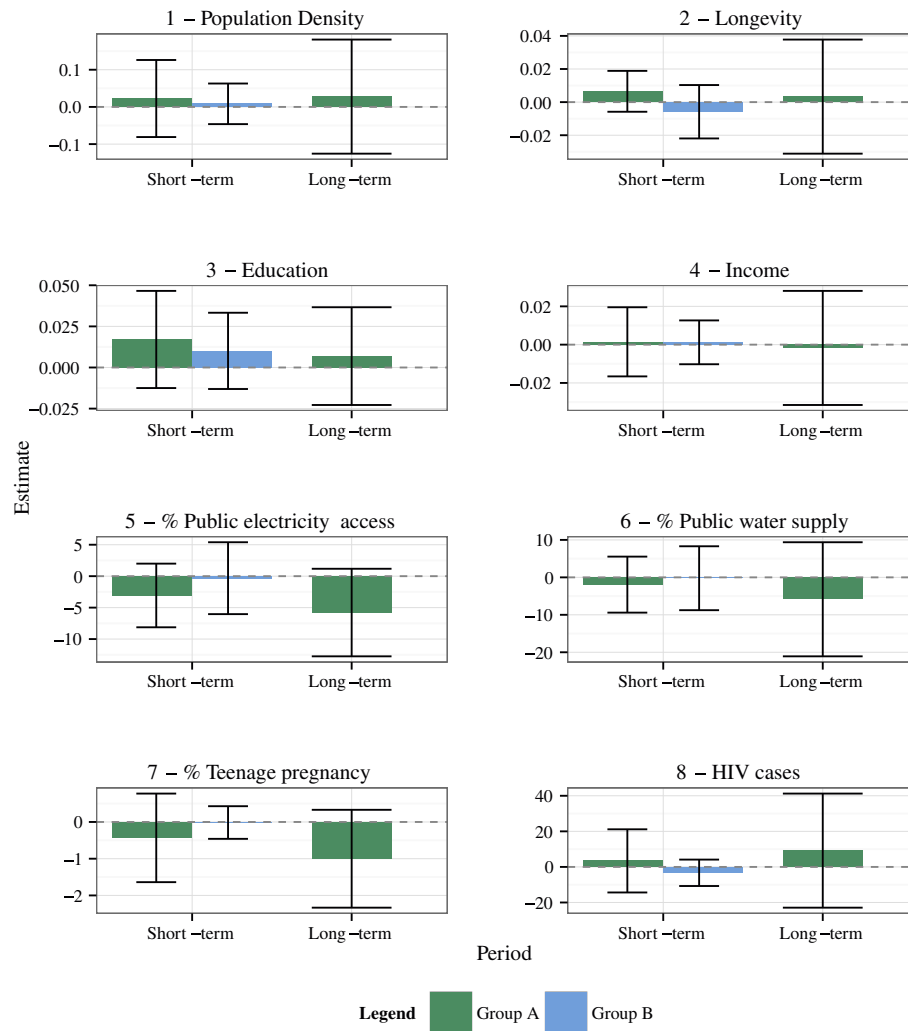 1 – Population Density
0.1
0.0
−0.1
Short−term
Long−term
2 – Longevity
0.04
0.02
0.00
−0.02
Short−term
Long−term
3 – Education
0.050
0.025
0.000
−0.025
Short−term
Long−term
4 – Income
0.02
0.00
−0.02
Short−term
Long−term
Estimate
5 – % Public electricity access
5
0
−5
−10
Short−term
Long−term
6 – % Public water supply
10
0
−10
−20
Short−term
Long−term
7 – % Teenage pregnancy
0
−1
−2
Short−term
Long−term
8 – HIV cases
40
20
0
−20
Short−term
Long−term
Period
Legend Group A Group B